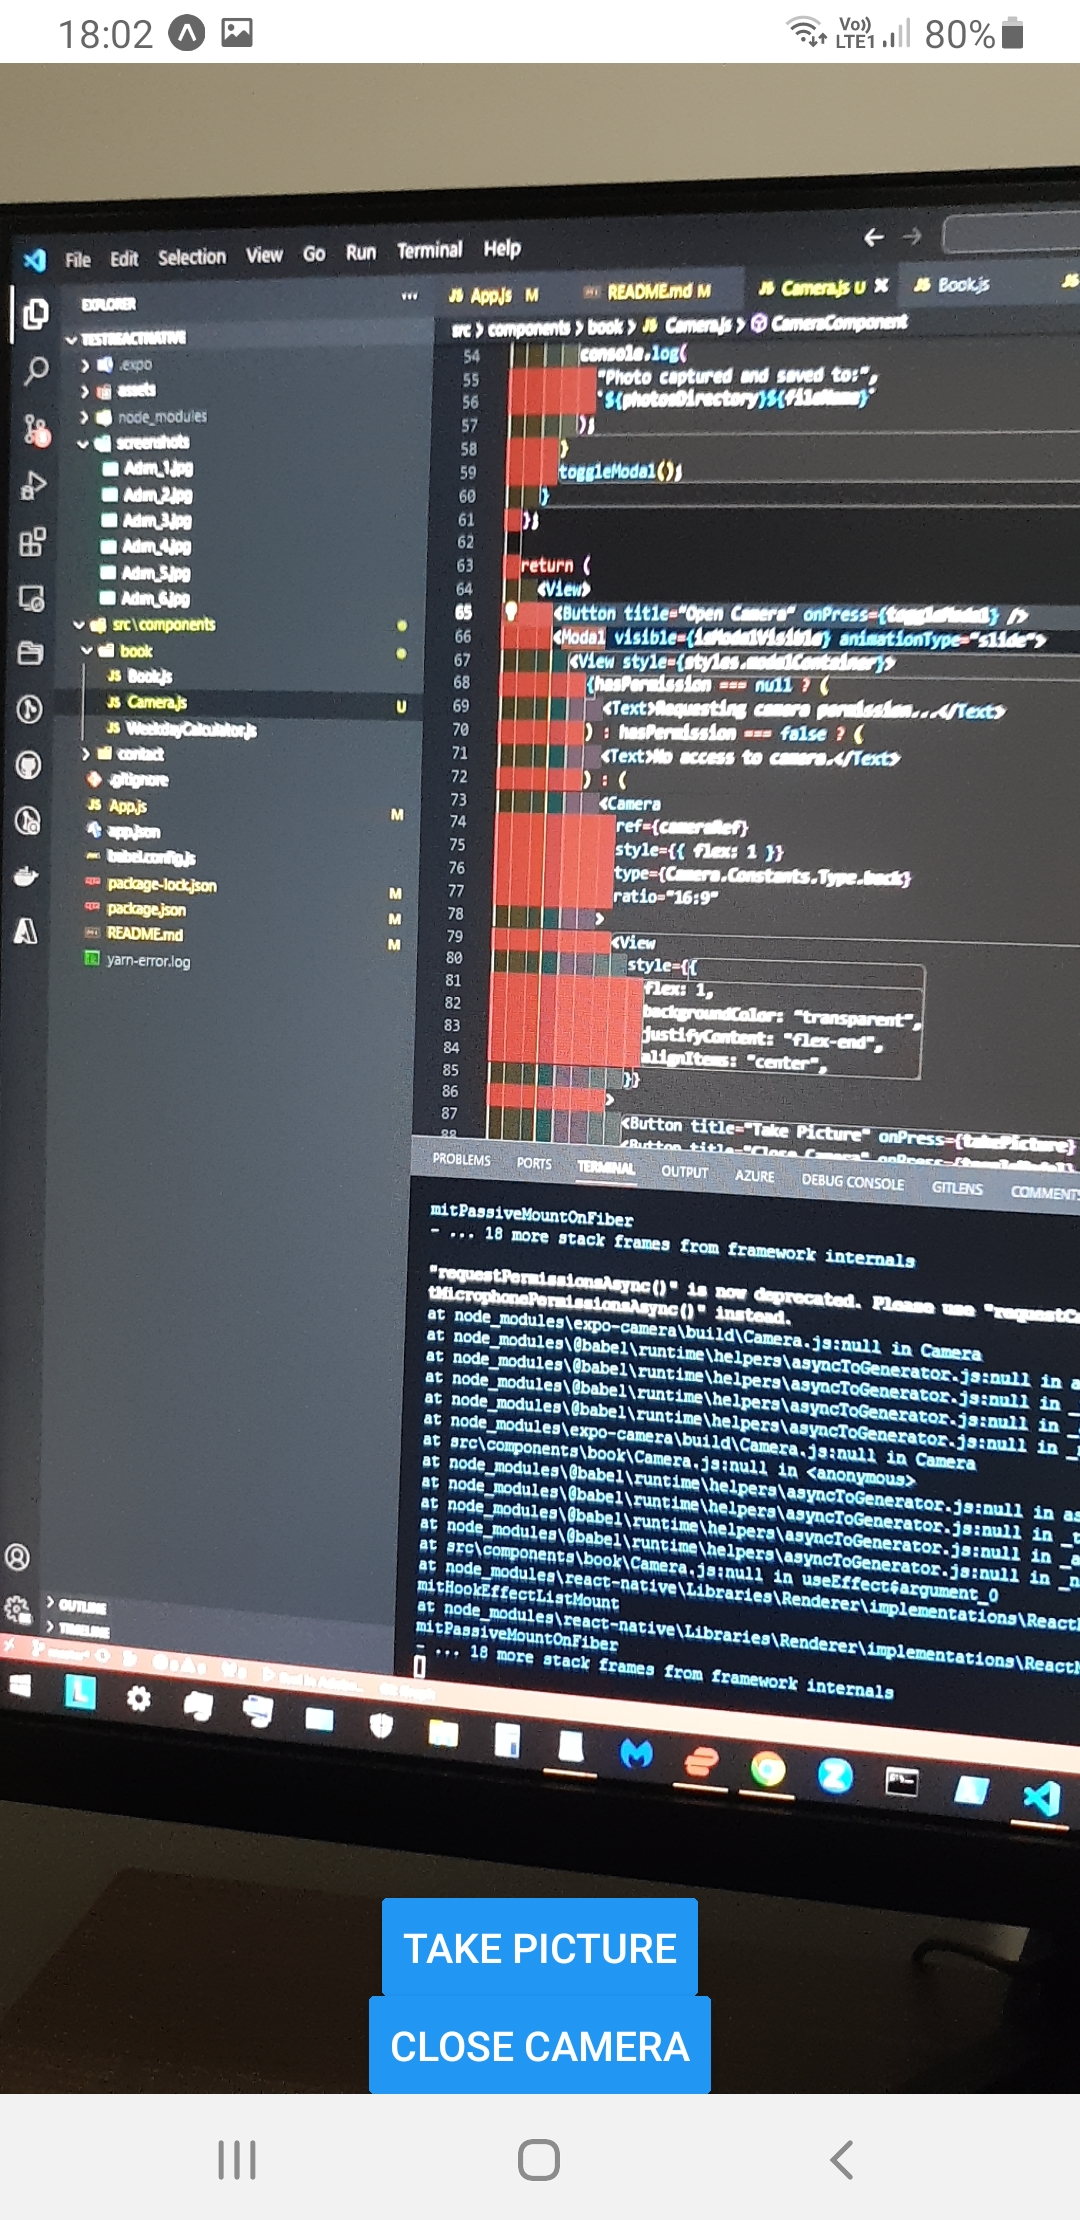 18:02
Vo)) LTE1 80%
File Edit Selection View Go Run Terminal Help
EXPLORER
TESTREACTNATIVE
.expo
assets
node_modules
screenshots
Adm_1.jpg
Adm_2.jpg
Adm_3.jpg
Adm_4.jpg
Adm_5.jpg
Adm_6.jpg
src\components
book
Book.js
Camera.js U
WeekdayCalculator.js
contact
.gitignore
App.js M
app.json
babel.config.js
package-lock.json M
package.json M
README.md M
yarn-error.log
OUTLINE
TIMELINE
App.js M README.md M Camera.js U Book.js
src > components > book > Camera.js > CameraComponent
54 console.log(
55 "Photo captured and saved to:",
56 `${photosDirectory}${fileName}`
57 );
58 }
59 toggleModal();
60 }
61 };
62
63 return (
64 <View>
65 <Button title="Open Camera" onPress={toggleModal} />
66 <Modal visible={isModalVisible} animationType="slide">
67 <View style={styles.modalContainer}>
68 {hasPermission === null ? (
69 <Text>Requesting camera permission...</Text>
70 ) : hasPermission === false ? (
71 <Text>No access to camera.</Text>
72 ) : (
73 <Camera
74 ref={cameraRef}
75 style={{ flex: 1 }}
76 type={Camera.Constants.Type.back}
77 ratio="16:9"
78 >
79 <View
80 style={{
81 flex: 1,
82 backgroundColor: "transparent",
83 justifyContent: "flex-end",
84 alignItems: "center",
85 }}
86 >
87 <Button title="Take Picture" onPress={takePicture}
88 <Button title="Close Camera" onPress={toggleModal}
PROBLEMS PORTS TERMINAL OUTPUT AZURE DEBUG CONSOLE GITLENS COMMENTS
mitPassiveMountOnFiber
- ... 18 more stack frames from framework internals
"requestPermissionsAsync()" is now deprecated. Please use "requestCa
tMicrophonePermissionsAsync()" instead.
at node_modules\expo-camera\build\Camera.js:null in Camera
at node_modules\@babel\runtime\helpers\asyncToGenerator.js:null in a
at node_modules\@babel\runtime\helpers\asyncToGenerator.js:null in _
at node_modules\@babel\runtime\helpers\asyncToGenerator.js:null in _
at node_modules\@babel\runtime\helpers\asyncToGenerator.js:null in _
at node_modules\expo-camera\build\Camera.js:null in Camera
at src\components\book\Camera.js:null in <anonymous>
at node_modules\@babel\runtime\helpers\asyncToGenerator.js:null in as
at node_modules\@babel\runtime\helpers\asyncToGenerator.js:null in _t
at node_modules\@babel\runtime\helpers\asyncToGenerator.js:null in _a
at node_modules\@babel\runtime\helpers\asyncToGenerator.js:null in _n
at src\components\book\Camera.js:null in useEffect$argument_0
at node_modules\react-native\Libraries\Renderer\implementations\React
mitHookEffectListMount
at node_modules\react-native\Libraries\Renderer\implementations\React
mitPassiveMountOnFiber
- ... 18 more stack frames from framework internals
TAKE PICTURE
CLOSE CAMERA